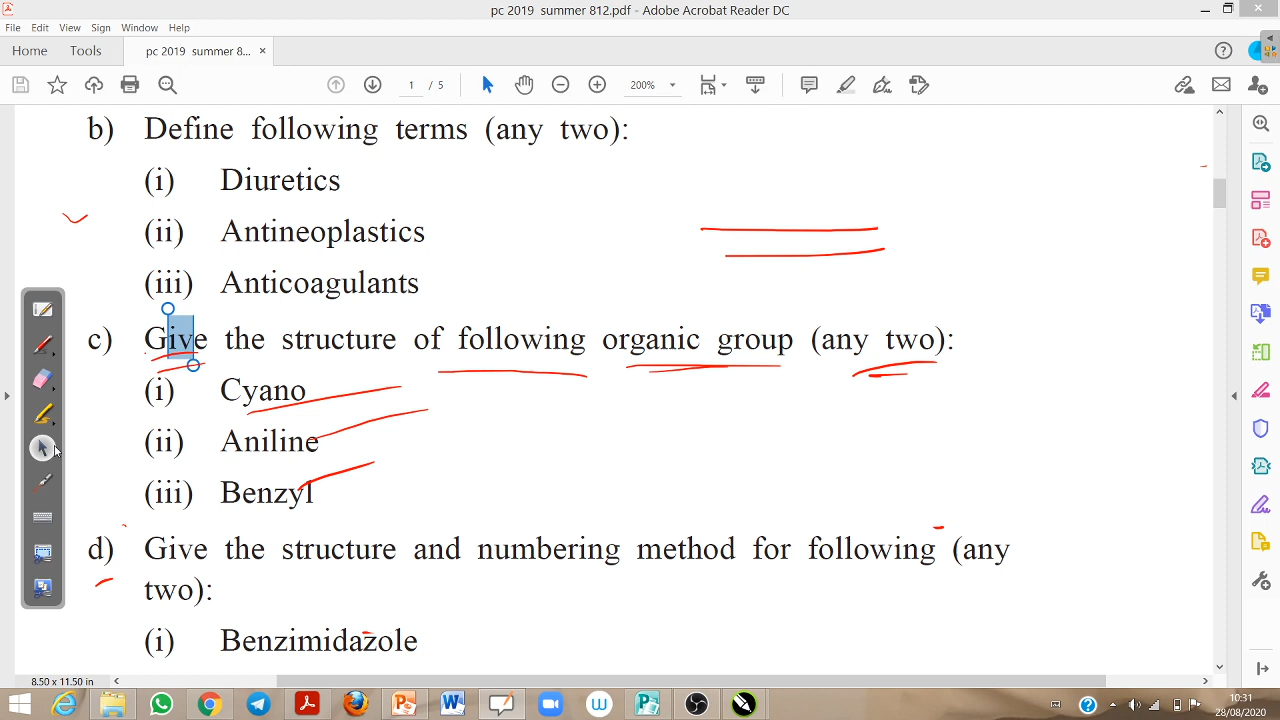 pc 2019 summer 812.pdf - Adobe Acrobat Reader DC
File Edit View Sign Window Help
Home Tools pc 2019 summer 8... ×
1 / 5 200%
b) Define following terms (any two):
(i) Diuretics
(ii) Antineoplastics
(iii) Anticoagulants
c) Give the structure of following organic group (any two):
(i) Cyano
(ii) Aniline
(iii) Benzyl
d) Give the structure and numbering method for following (any
two):
(i) Benzimidazole
8.50 x 11.50 in
10:31
28/08/2020